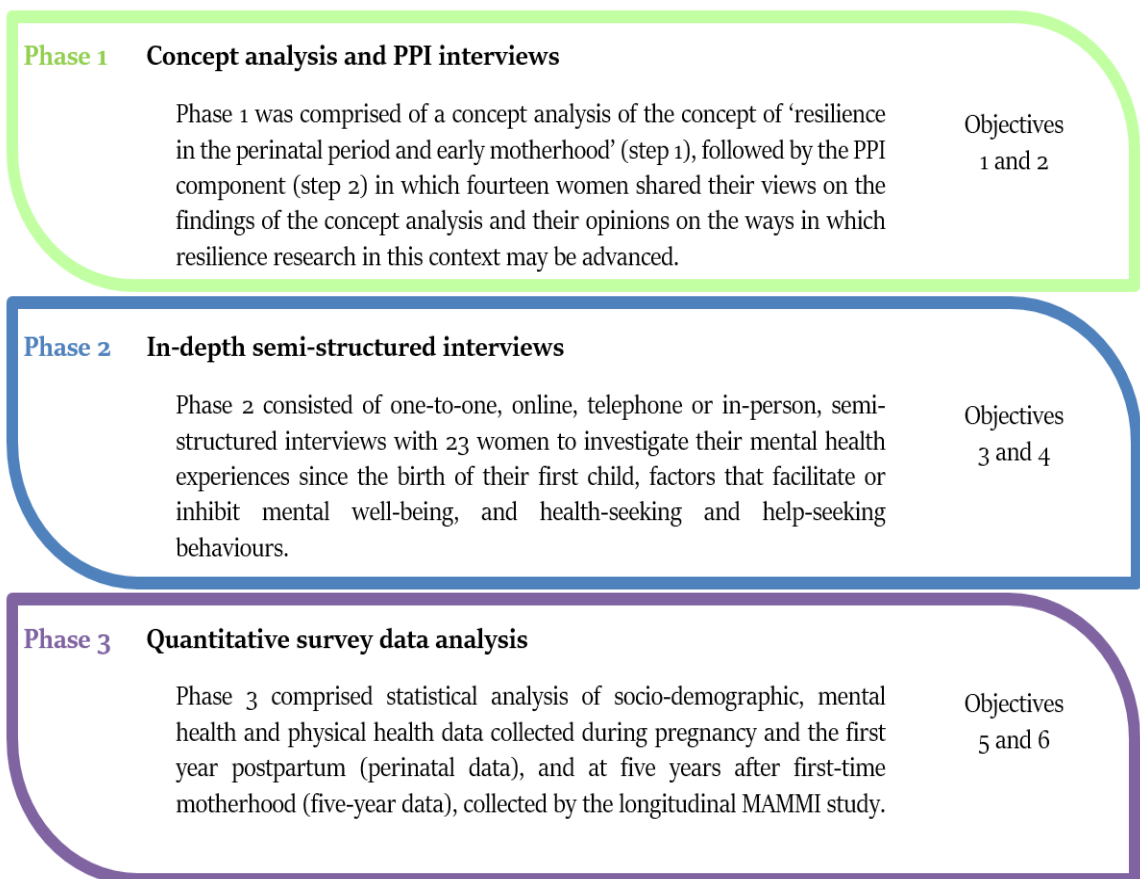 Phase 1 Concept analysis and PPI interviews
Phase 1 was comprised of a concept analysis of the concept of ‘resilience
in the perinatal period and early motherhood’ (step 1), followed by the PPI
component (step 2) in which fourteen women shared their views on the
findings of the concept analysis and their opinions on the ways in which
resilience research in this context may be advanced.
Objectives
1 and 2
Phase 2 In-depth semi-structured interviews
Phase 2 consisted of one-to-one, online, telephone or in-person, semi-
structured interviews with 23 women to investigate their mental health
experiences since the birth of their first child, factors that facilitate or
inhibit mental well-being, and health-seeking and help-seeking
behaviours.
Objectives
3 and 4
Phase 3 Quantitative survey data analysis
Phase 3 comprised statistical analysis of socio-demographic, mental
health and physical health data collected during pregnancy and the first
year postpartum (perinatal data), and at five years after first-time
motherhood (five-year data), collected by the longitudinal MAMMI study.
Objectives
5 and 6